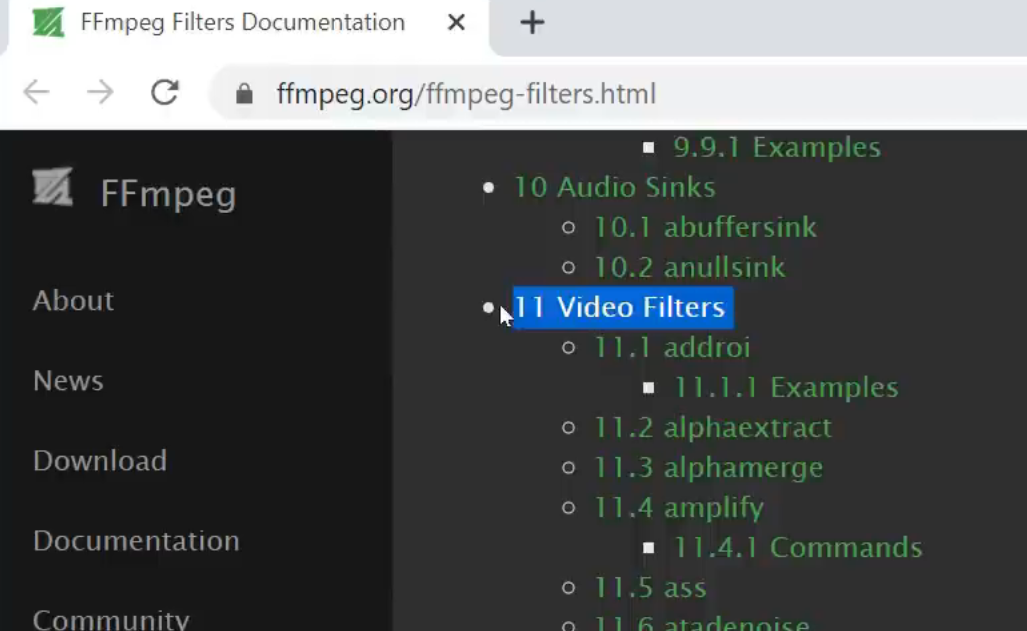 FFmpeg Filters Documentation
ffmpeg.org/ffmpeg-filters.html
FFmpeg
About
News
Download
Documentation
Community
9.9.1 Examples
10 Audio Sinks
10.1 abuffersink
10.2 anullsink
11 Video Filters
11.1 addroi
11.1.1 Examples
11.2 alphaextract
11.3 alphamerge
11.4 amplify
11.4.1 Commands
11.5 ass
11.6 atadenoise